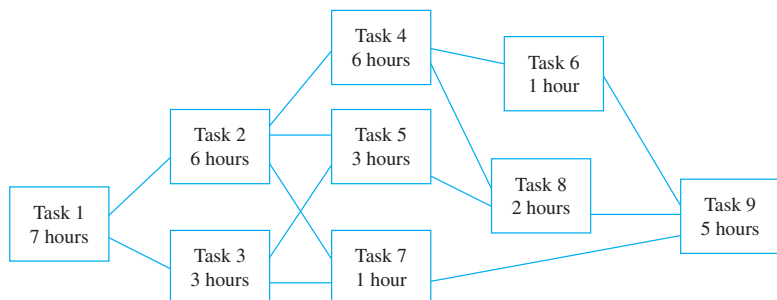 Task 4
6 hours
Task 6
1 hour
Task 2
6 hours
Task 5
3 hours
Task 8
2 hours
Task 1
7 hours
Task 9
5 hours
Task 3
3 hours
Task 7
1 hour